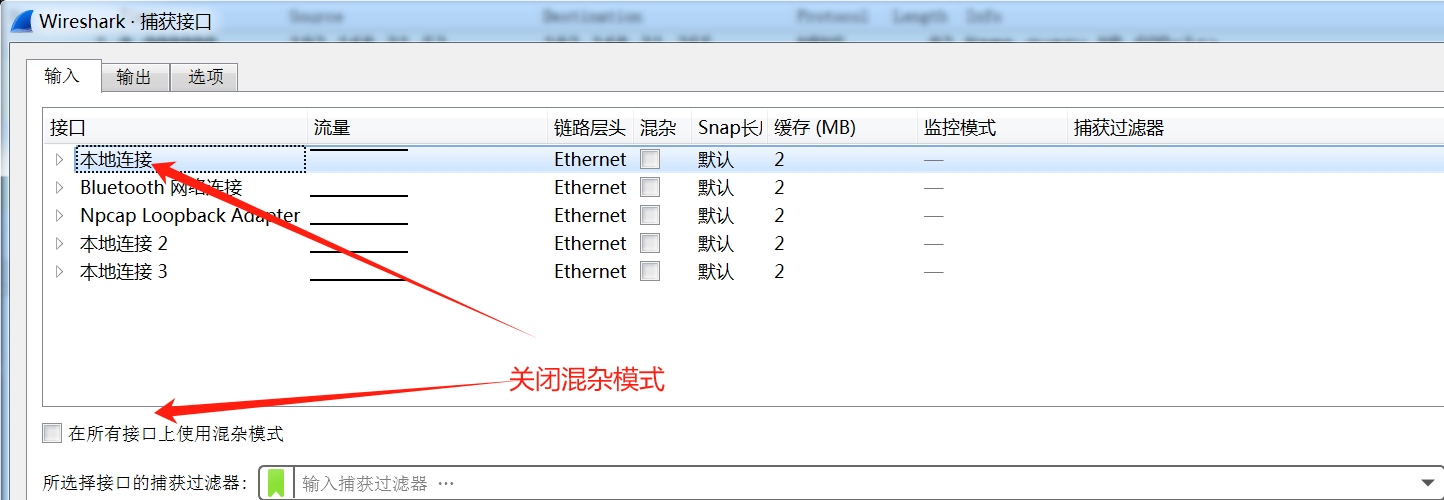 Source Destination Protocol Length Info
Wireshark · 捕获接口
输入 输出 选项
接口 流量 链路层头 混杂 Snap长 缓存 (MB) 监控模式 捕获过滤器
本地连接 Ethernet 默认 2 —
Bluetooth 网络连接 Ethernet 默认 2 —
Npcap Loopback Adapter Ethernet 默认 2 —
本地连接 2 Ethernet 默认 2 —
本地连接 3 Ethernet 默认 2 —
关闭混杂模式
在所有接口上使用混杂模式
所选择接口的捕获过滤器: 输入捕获过滤器 …